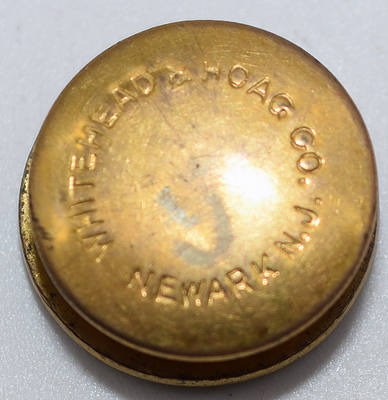 WHITEHEAD & HOAG CO.
NEWARK N.J.